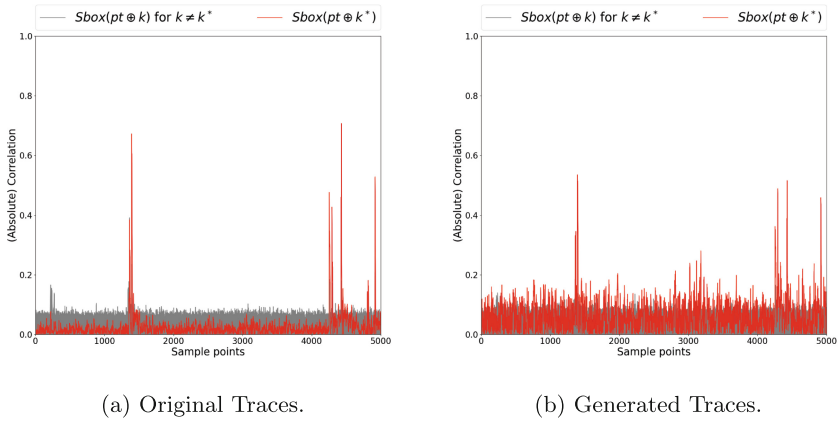 Sbox(pt ⊕ k) for k ≠ k* Sbox(pt ⊕ k*)
1.0
0.8
0.6
0.4
0.2
0.0
(Absolute) Correlation
0 1000 2000 3000 4000 5000
Sample points
(a) Original Traces.
Sbox(pt ⊕ k) for k ≠ k* Sbox(pt ⊕ k*)
1.0
0.8
0.6
0.4
0.2
0.0
(Absolute) Correlation
0 1000 2000 3000 4000 5000
Sample points
(b) Generated Traces.